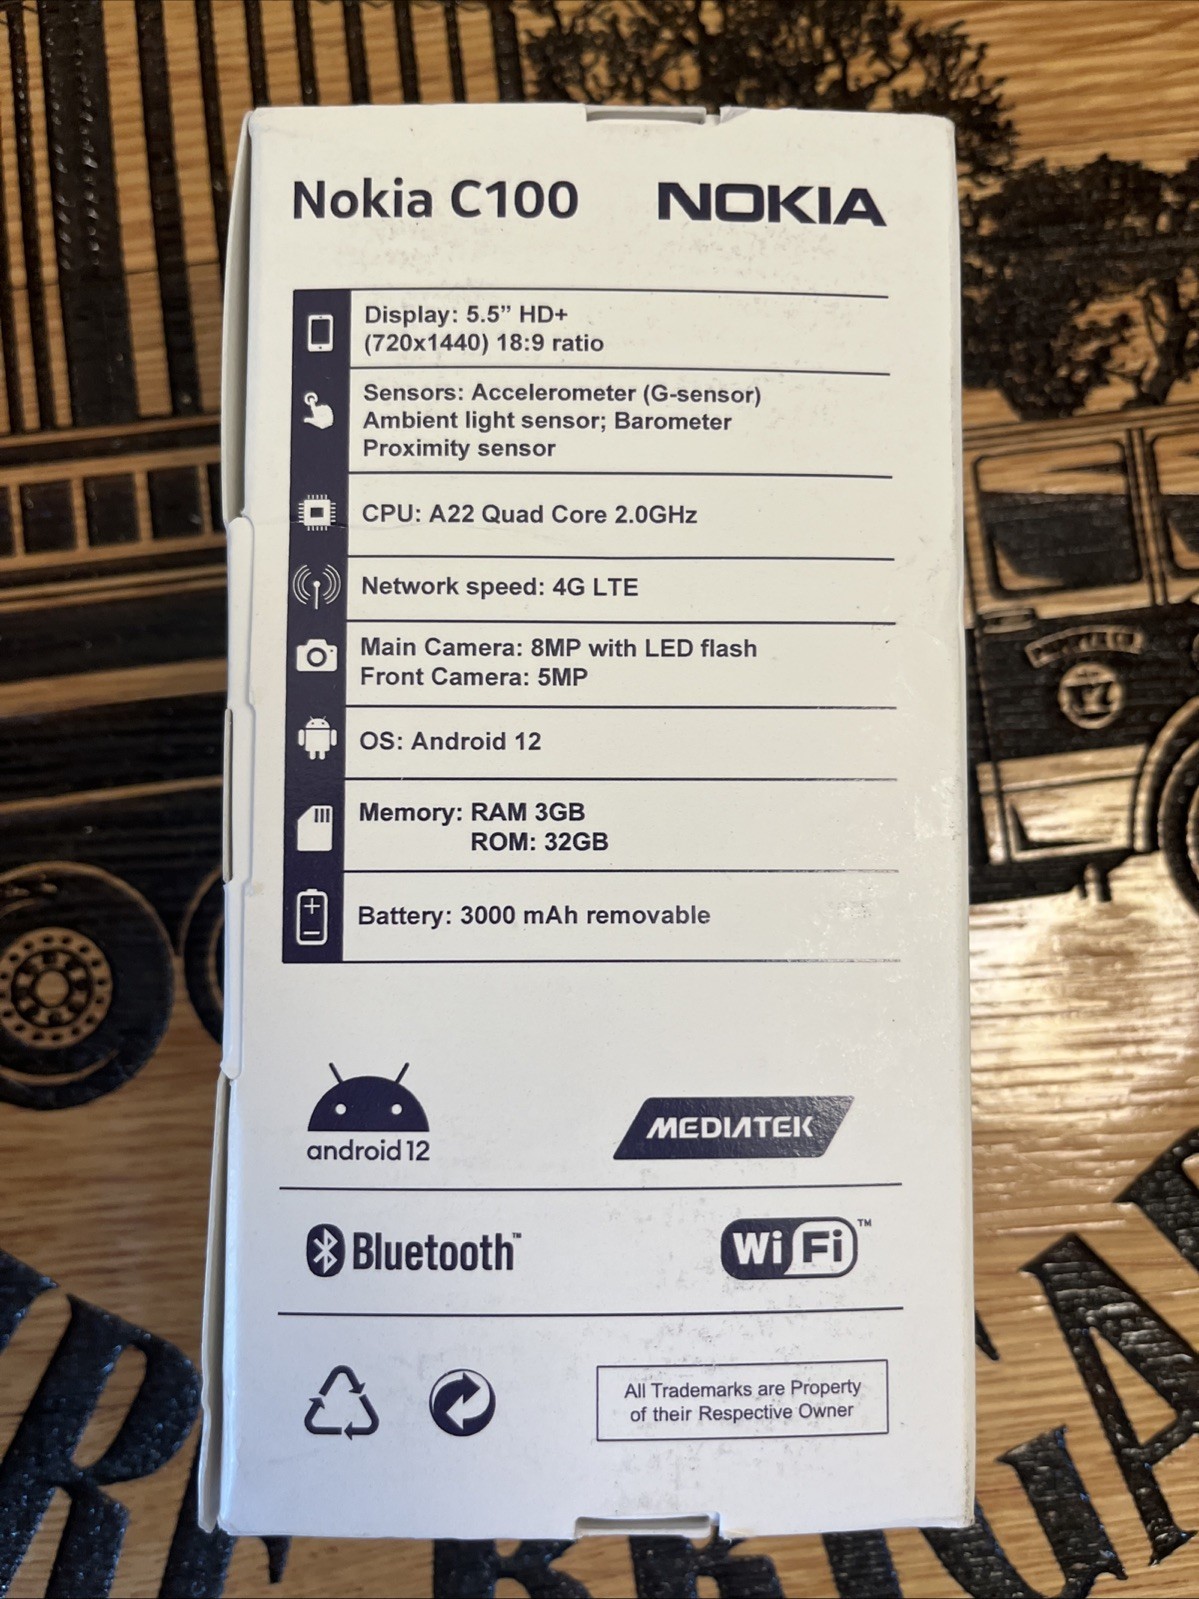 Nokia C100 NOKIA
Display: 5.5” HD+
(720x1440) 18:9 ratio
Sensors: Accelerometer (G-sensor)
Ambient light sensor; Barometer
Proximity sensor
CPU: A22 Quad Core 2.0GHz
Network speed: 4G LTE
Main Camera: 8MP with LED flash
Front Camera: 5MP
OS: Android 12
Memory: RAM 3GB
ROM: 32GB
Battery: 3000 mAh removable
android 12
MEDIATEK
Bluetooth™
Wi Fi™
All Trademarks are Property
of their Respective Owner